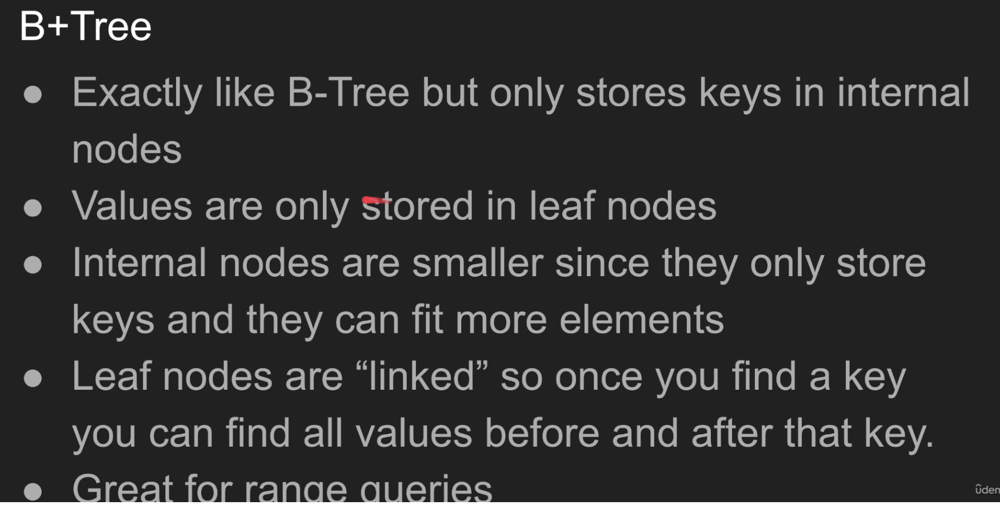 B+Tree
● Exactly like B-Tree but only stores keys in internal
nodes
● Values are only stored in leaf nodes
● Internal nodes are smaller since they only store
keys and they can fit more elements
● Leaf nodes are “linked” so once you find a key
you can find all values before and after that key.
● Great for range queries
ûdem